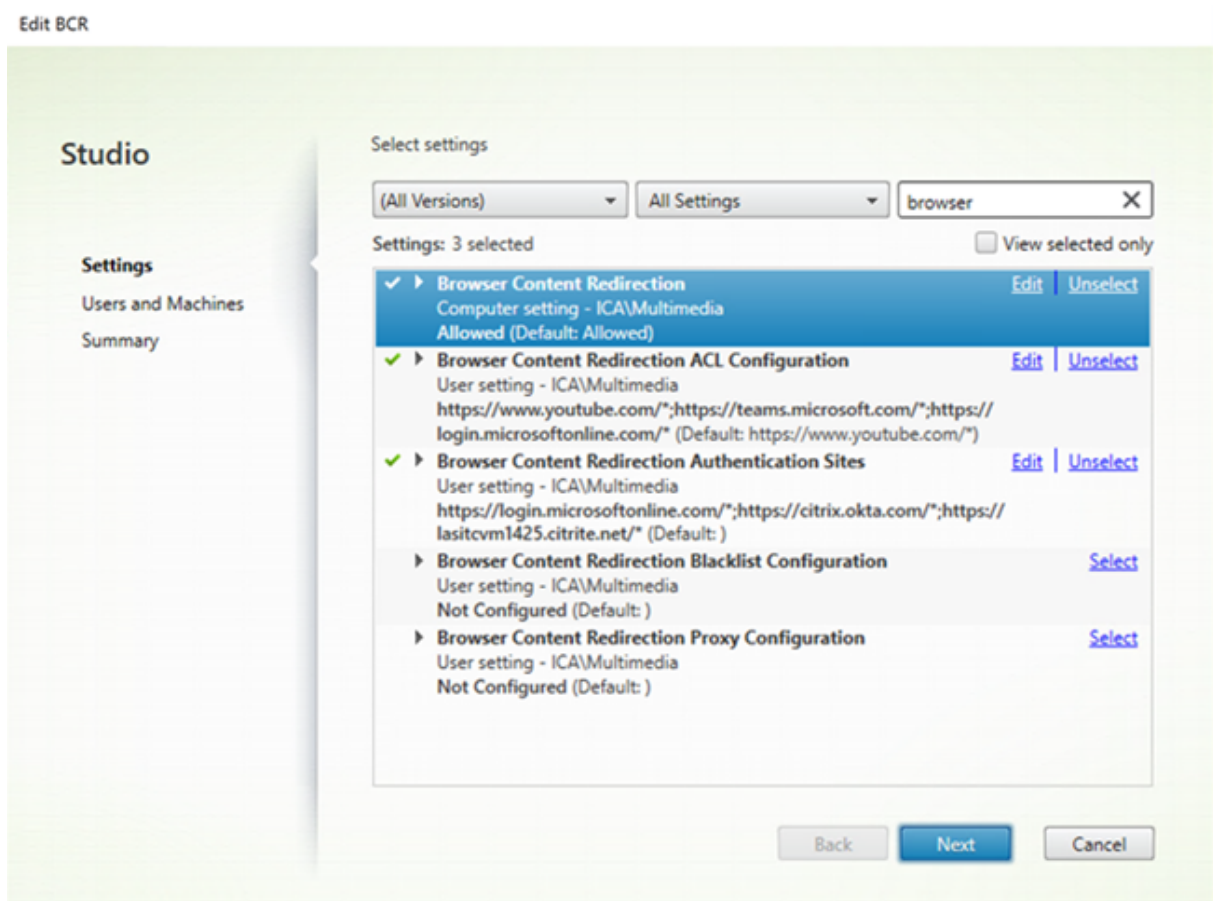 Edit BCR
Studio
Settings
Users and Machines
Summary
Select settings
(All Versions) All Settings browser
Settings: 3 selected View selected only
Browser Content Redirection Edit Unselect
Computer setting - ICA\Multimedia
Allowed (Default: Allowed)
Browser Content Redirection ACL Configuration Edit Unselect
User setting - ICA\Multimedia
https://www.youtube.com/*;https://teams.microsoft.com/*;https://
login.microsoftonline.com/* (Default: https://www.youtube.com/*)
Browser Content Redirection Authentication Sites Edit Unselect
User setting - ICA\Multimedia
https://login.microsoftonline.com/*;https://citrix.okta.com/*;https://
lasitcvm1425.citrite.net/* (Default: )
Browser Content Redirection Blacklist Configuration Select
User setting - ICA\Multimedia
Not Configured (Default: )
Browser Content Redirection Proxy Configuration Select
User setting - ICA\Multimedia
Not Configured (Default: )
Back Next Cancel